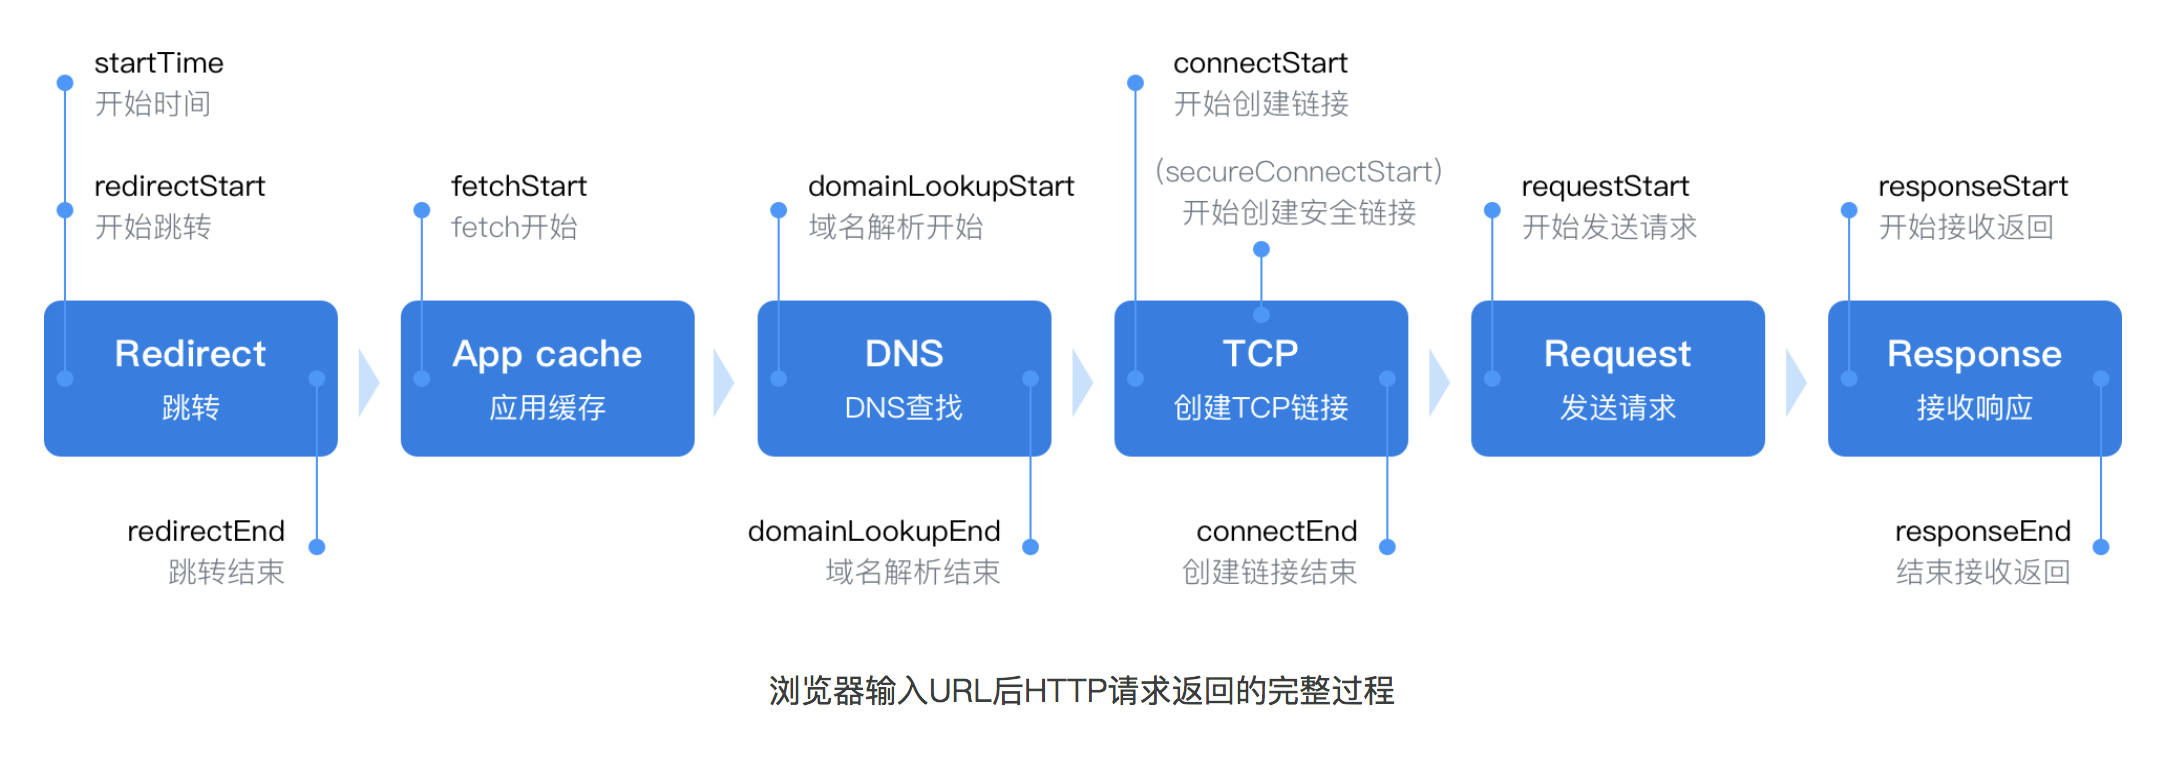 startTime
开始时间
redirectStart
开始跳转
fetchStart
fetch开始
domainLookupStart
域名解析开始
connectStart
开始创建链接
(secureConnectStart)
开始创建安全链接
requestStart
开始发送请求
responseStart
开始接收返回
Redirect
跳转
App cache
应用缓存
DNS
DNS查找
TCP
创建TCP链接
Request
发送请求
Response
接收响应
redirectEnd
跳转结束
domainLookupEnd
域名解析结束
connectEnd
创建链接结束
responseEnd
结束接收返回
浏览器输入URL后HTTP请求返回的完整过程